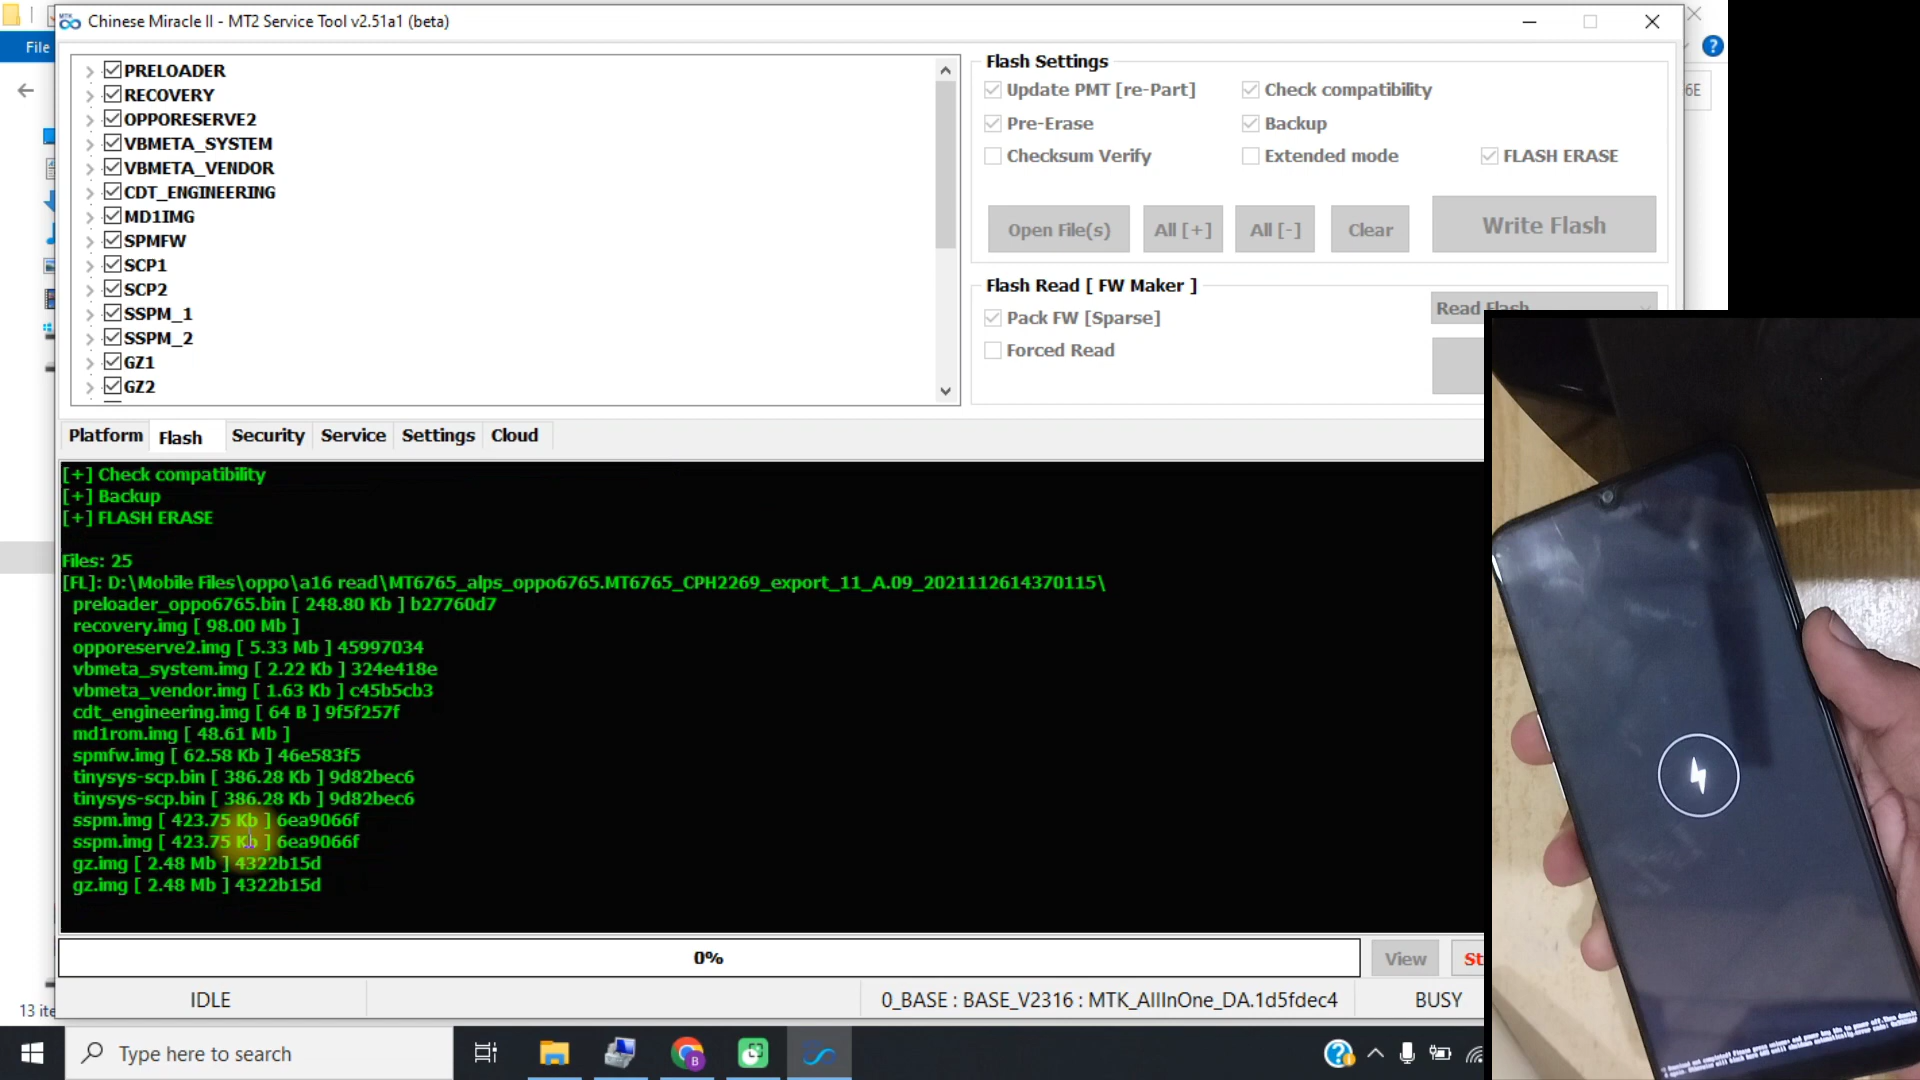 Chinese Miracle II - MT2 Service Tool v2.51a1 (beta)
File
PRELOADER
RECOVERY
OPPORESERVE2
VBMETA_SYSTEM
VBMETA_VENDOR
CDT_ENGINEERING
MD1IMG
SPMFW
SCP1
SCP2
SSPM_1
SSPM_2
GZ1
GZ2
Flash Settings
Update PMT [re-Part]
Check compatibility
Pre-Erase
Backup
Checksum Verify
Extended mode
FLASH ERASE
Open File(s)
All [+]
All [-]
Clear
Write Flash
6E
Flash Read [ FW Maker ]
Pack FW [Sparse]
Read Flash
Forced Read
Platform
Flash
Security
Service
Settings
Cloud
[+] Check compatibility
[+] Backup
[+] FLASH ERASE
Files: 25
[FL]: D:\Mobile Files\oppo\a16 read\MT6765_alps_oppo6765.MT6765_CPH2269_export_11_A.09_2021112614370115\
preloader_oppo6765.bin [ 248.80 Kb ] b27760d7
recovery.img [ 98.00 Mb ]
opporeserve2.img [ 5.33 Mb ] 45997034
vbmeta_system.img [ 2.22 Kb ] 324e418e
vbmeta_vendor.img [ 1.63 Kb ] c45b5cb3
cdt_engineering.img [ 64 B ] 9f5f257f
md1rom.img [ 48.61 Mb ]
spmfw.img [ 62.58 Kb ] 46e583f5
tinysys-scp.bin [ 386.28 Kb ] 9d82bec6
tinysys-scp.bin [ 386.28 Kb ] 9d82bec6
sspm.img [ 423.75 Kb ] 6ea9066f
sspm.img [ 423.75 Kb ] 6ea9066f
gz.img [ 2.48 Mb ] 4322b15d
gz.img [ 2.48 Mb ] 4322b15d
0%
View
St
IDLE
0_BASE : BASE_V2316 : MTK_AllInOne_DA.1d5fdec4
BUSY
13 ite
Type here to search